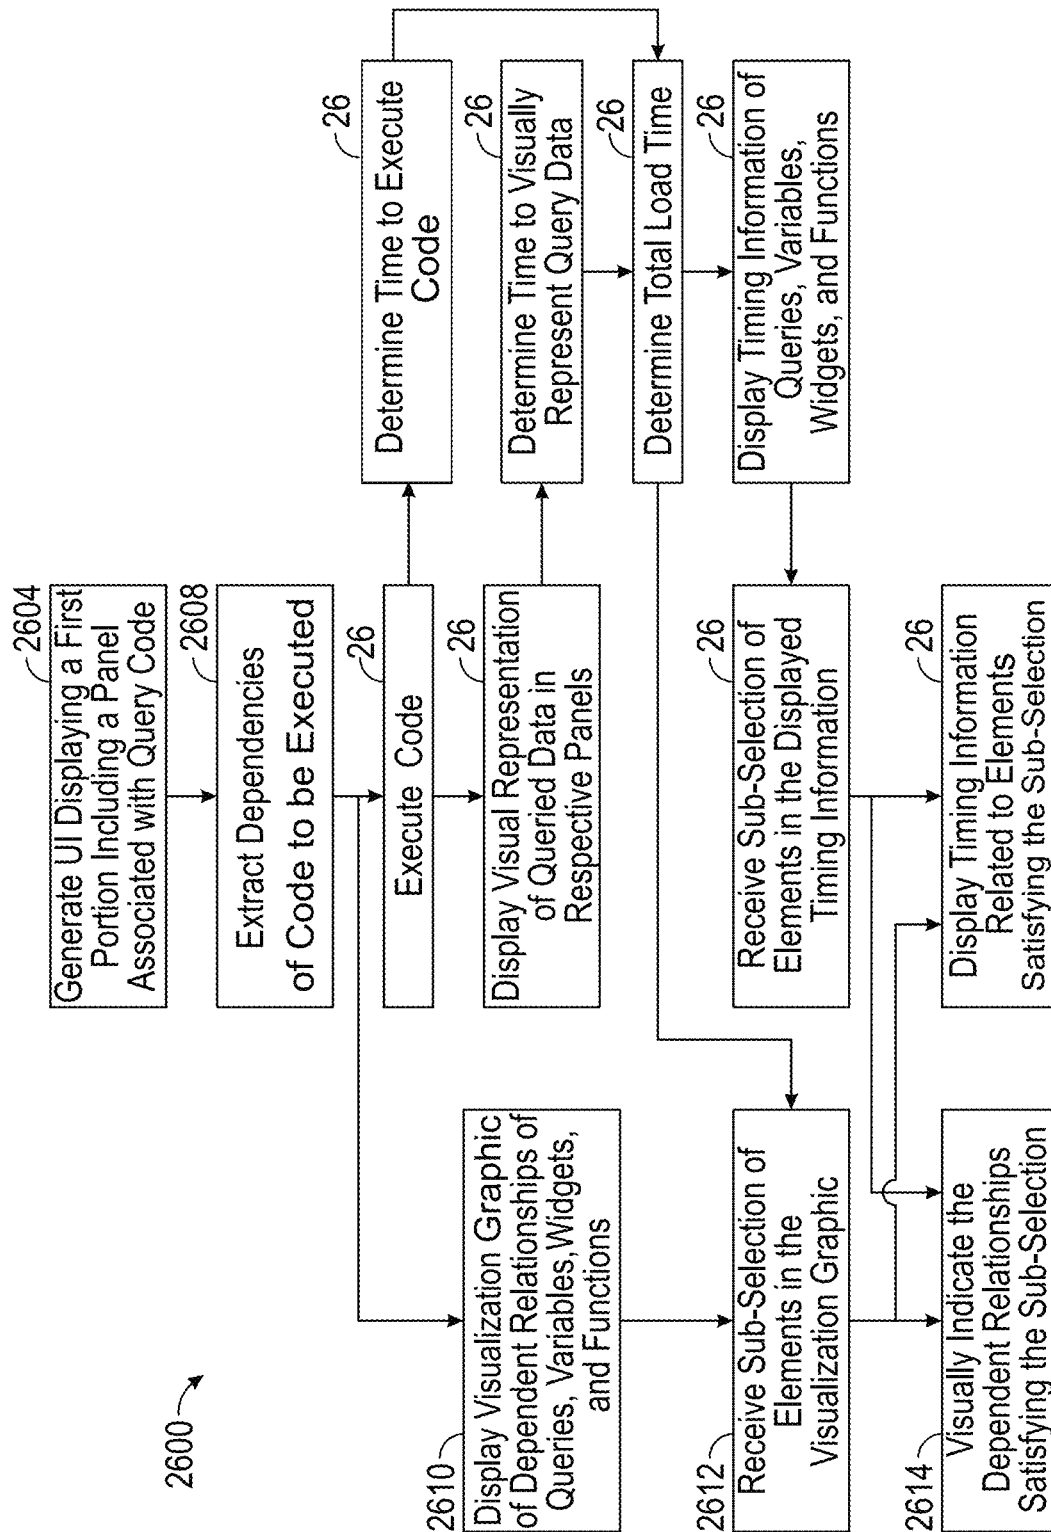 2600
2604
Generate UI Displaying a First
Portion Including a Panel
Associated with Query Code
2608
Extract Dependencies
of Code to be Executed
26
Execute Code
26
Display Visual Representation
of Queried Data in
Respective Panels
26
Determine Time to Execute
Code
26
Determine Time to Visually
Represent Query Data
26
Determine Total Load Time
26
Display Timing Information of
Queries, Variables,
Widgets, and Functions
2610
Display Visualization Graphic
of Dependent Relationships of
Queries, Variables,Widgets,
and Functions
2612
Receive Sub-Selection of
Elements in the
Visualization Graphic
26
Receive Sub-Selection of
Elements in the Displayed
Timing Information
2614
Visually Indicate the
Dependent Relationships
Satisfying the Sub-Selection
26
Display Timing Information
Related to Elements
Satisfying the Sub-Selection